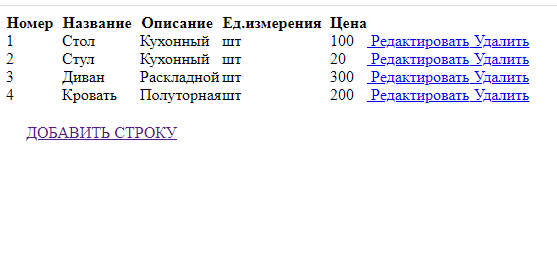 Номер Название Описание Ед.измерения Цена
1 Стол Кухонный шт 100 Редактировать Удалить
2 Стул Кухонный шт 20 Редактировать Удалить
3 Диван Раскладной шт 300 Редактировать Удалить
4 Кровать Полуторная шт 200 Редактировать Удалить
ДОБАВИТЬ СТРОКУ